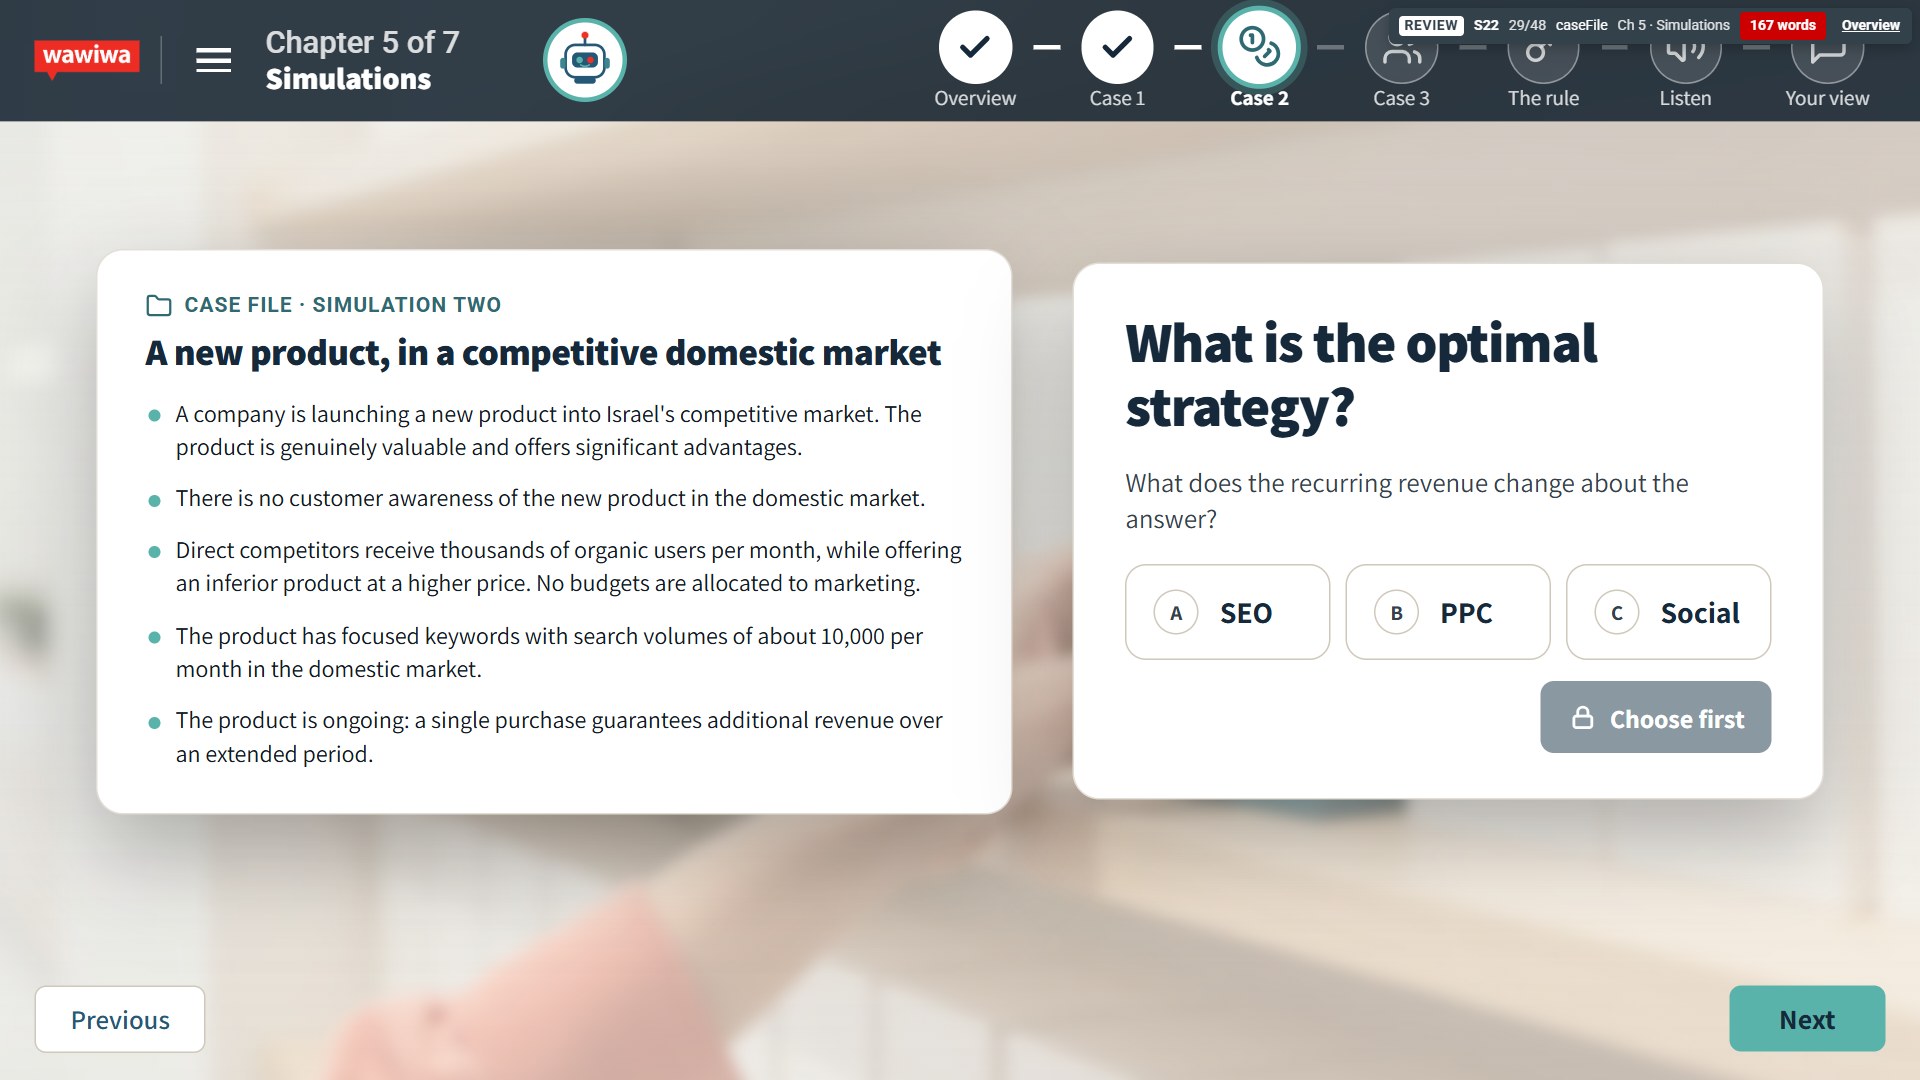 wawiwa
Chapter 5 of 7
Simulations
Overview
Case 1
Case 2
Case 3
The rule
Listen
Your view
REVIEW S22 29/48 caseFile Ch 5 · Simulations 167 words Overview
CASE FILE · SIMULATION TWO
A new product, in a competitive domestic market
A company is launching a new product into Israel's competitive market. The
product is genuinely valuable and offers significant advantages.
There is no customer awareness of the new product in the domestic market.
Direct competitors receive thousands of organic users per month, while offering
an inferior product at a higher price. No budgets are allocated to marketing.
The product has focused keywords with search volumes of about 10,000 per
month in the domestic market.
The product is ongoing: a single purchase guarantees additional revenue over
an extended period.
What is the optimal
strategy?
What does the recurring revenue change about the
answer?
A SEO
B PPC
C Social
Choose first
Previous
Next